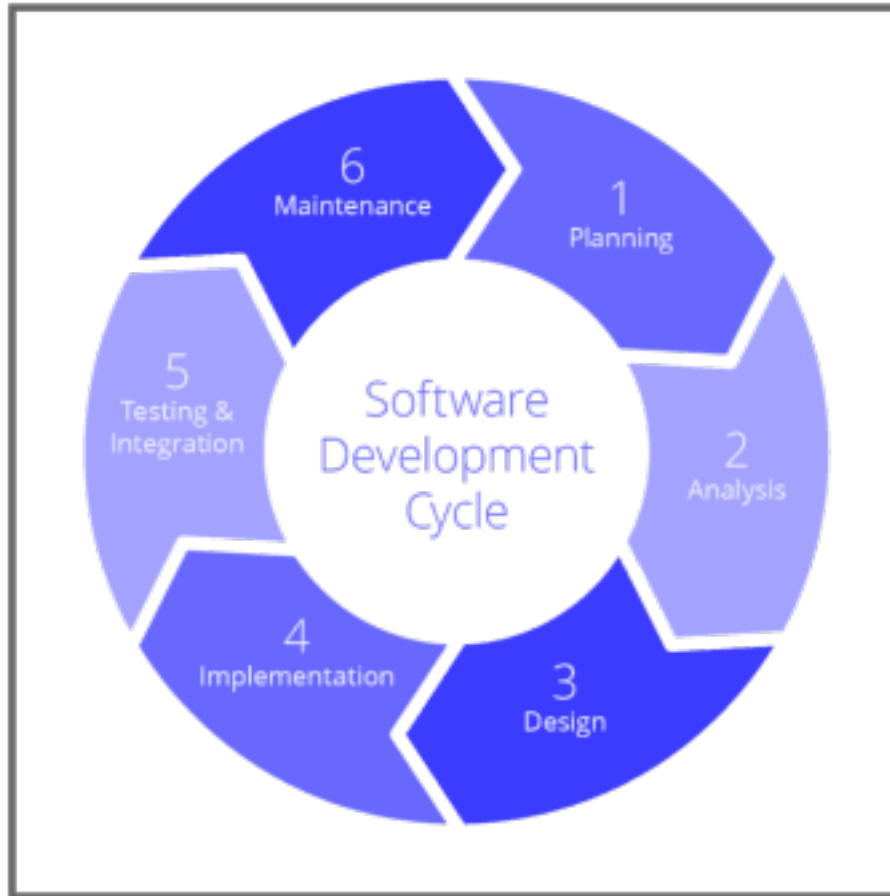 Software
Development
Cycle
1
Planning
2
Analysis
3
Design
4
Implementation
5
Testing &
Integration
6
Maintenance